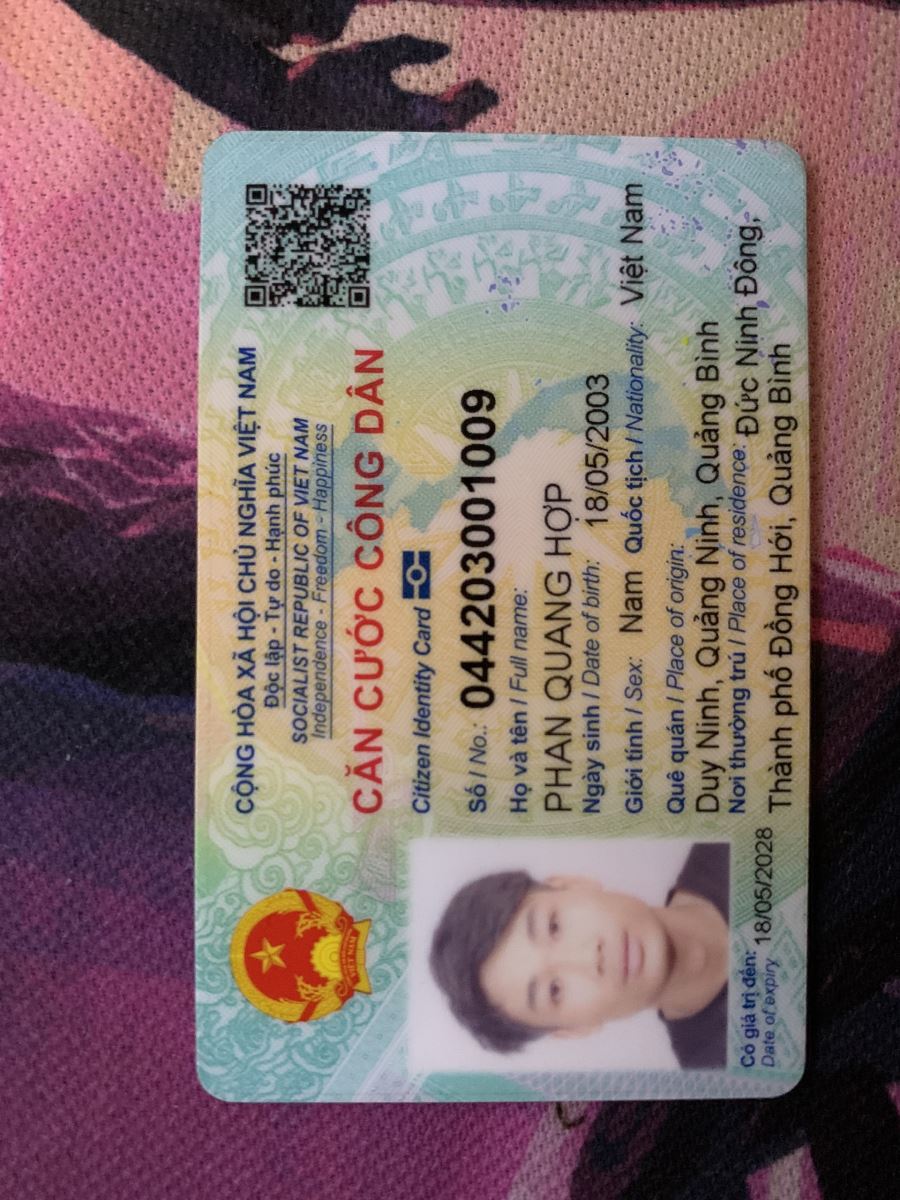 CỘNG HÒA XÃ HỘI CHỦ NGHĨA VIỆT NAM
Độc lập - Tự do - Hạnh phúc
SOCIALIST REPUBLIC OF VIET NAM
Independence - Freedom - Happiness
CĂN CƯỚC CÔNG DÂN
Citizen Identity Card
Số / No.: 044203001009
Họ và tên / Full name:
PHAN QUANG HỢP
Ngày sinh / Date of birth: 18/05/2003
Giới tính / Sex: Nam Quốc tịch / Nationality: Việt Nam
Quê quán / Place of origin:
Duy Ninh, Quảng Ninh, Quảng Bình
Nơi thường trú / Place of residence: Đức Ninh Đông,
Thành phố Đồng Hới, Quảng Bình
Có giá trị đến: 18/05/2028
Date of expiry